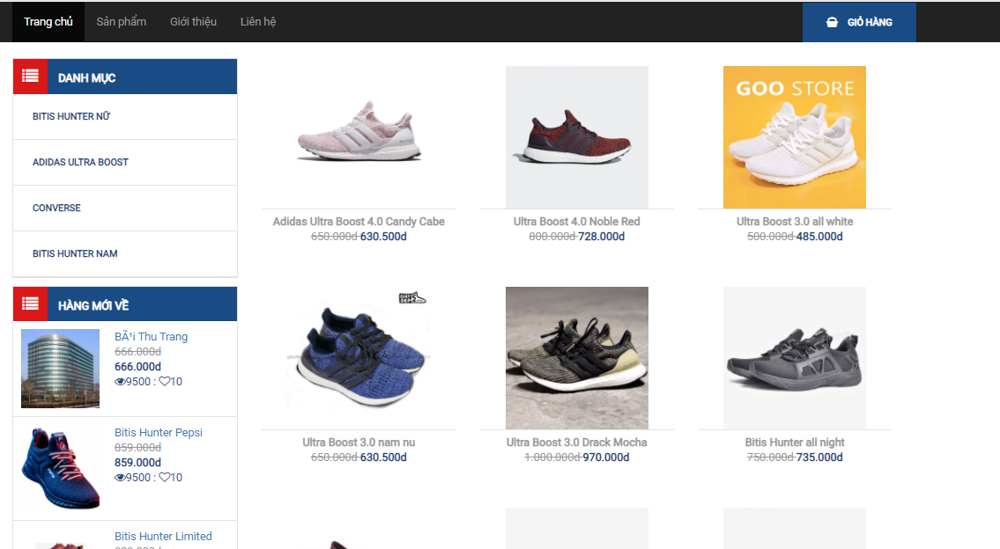 Trang chủ
Sản phẩm
Giới thiệu
Liên hệ
GIỎ HÀNG
DANH MỤC
BITIS HUNTER NỮ
ADIDAS ULTRA BOOST
CONVERSE
BITIS HUNTER NAM
HÀNG MỚI VỀ
BÃ¹i Thu Trang
666.000đ
666.000đ
9500 : 10
Bitis Hunter Pepsi
859.000đ
859.000đ
9500 : 10
Bitis Hunter Limited
Adidas Ultra Boost 4.0 Candy Cabe
650.000đ 630.500đ
Ultra Boost 4.0 Noble Red
800.000đ 728.000đ
GOO STORE
Ultra Boost 3.0 all white
500.000đ 485.000đ
Ultra Boost 3.0 nam nu
650.000đ 630.500đ
Ultra Boost 3.0 Drack Mocha
1.000.000đ 970.000đ
Bitis Hunter all night
750.000đ 735.000đ